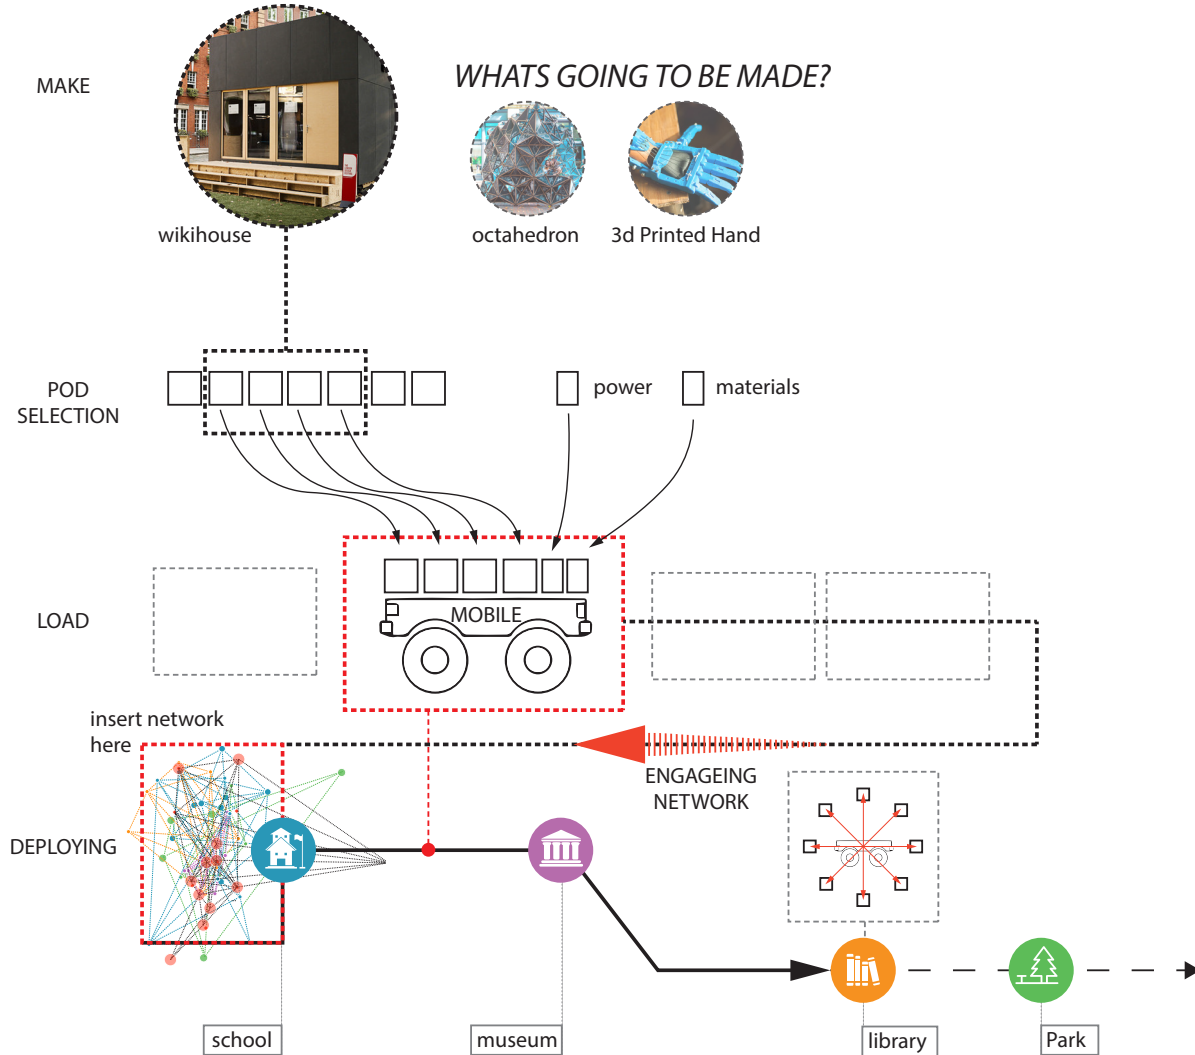 MAKE
WHATS GOING TO BE MADE?
wikihouse
octahedron
3d Printed Hand
POD
SELECTION
power
materials
LOAD
MOBILE
insert network
here
ENGAGEING
NETWORK
DEPLOYING
school
museum
library
Park